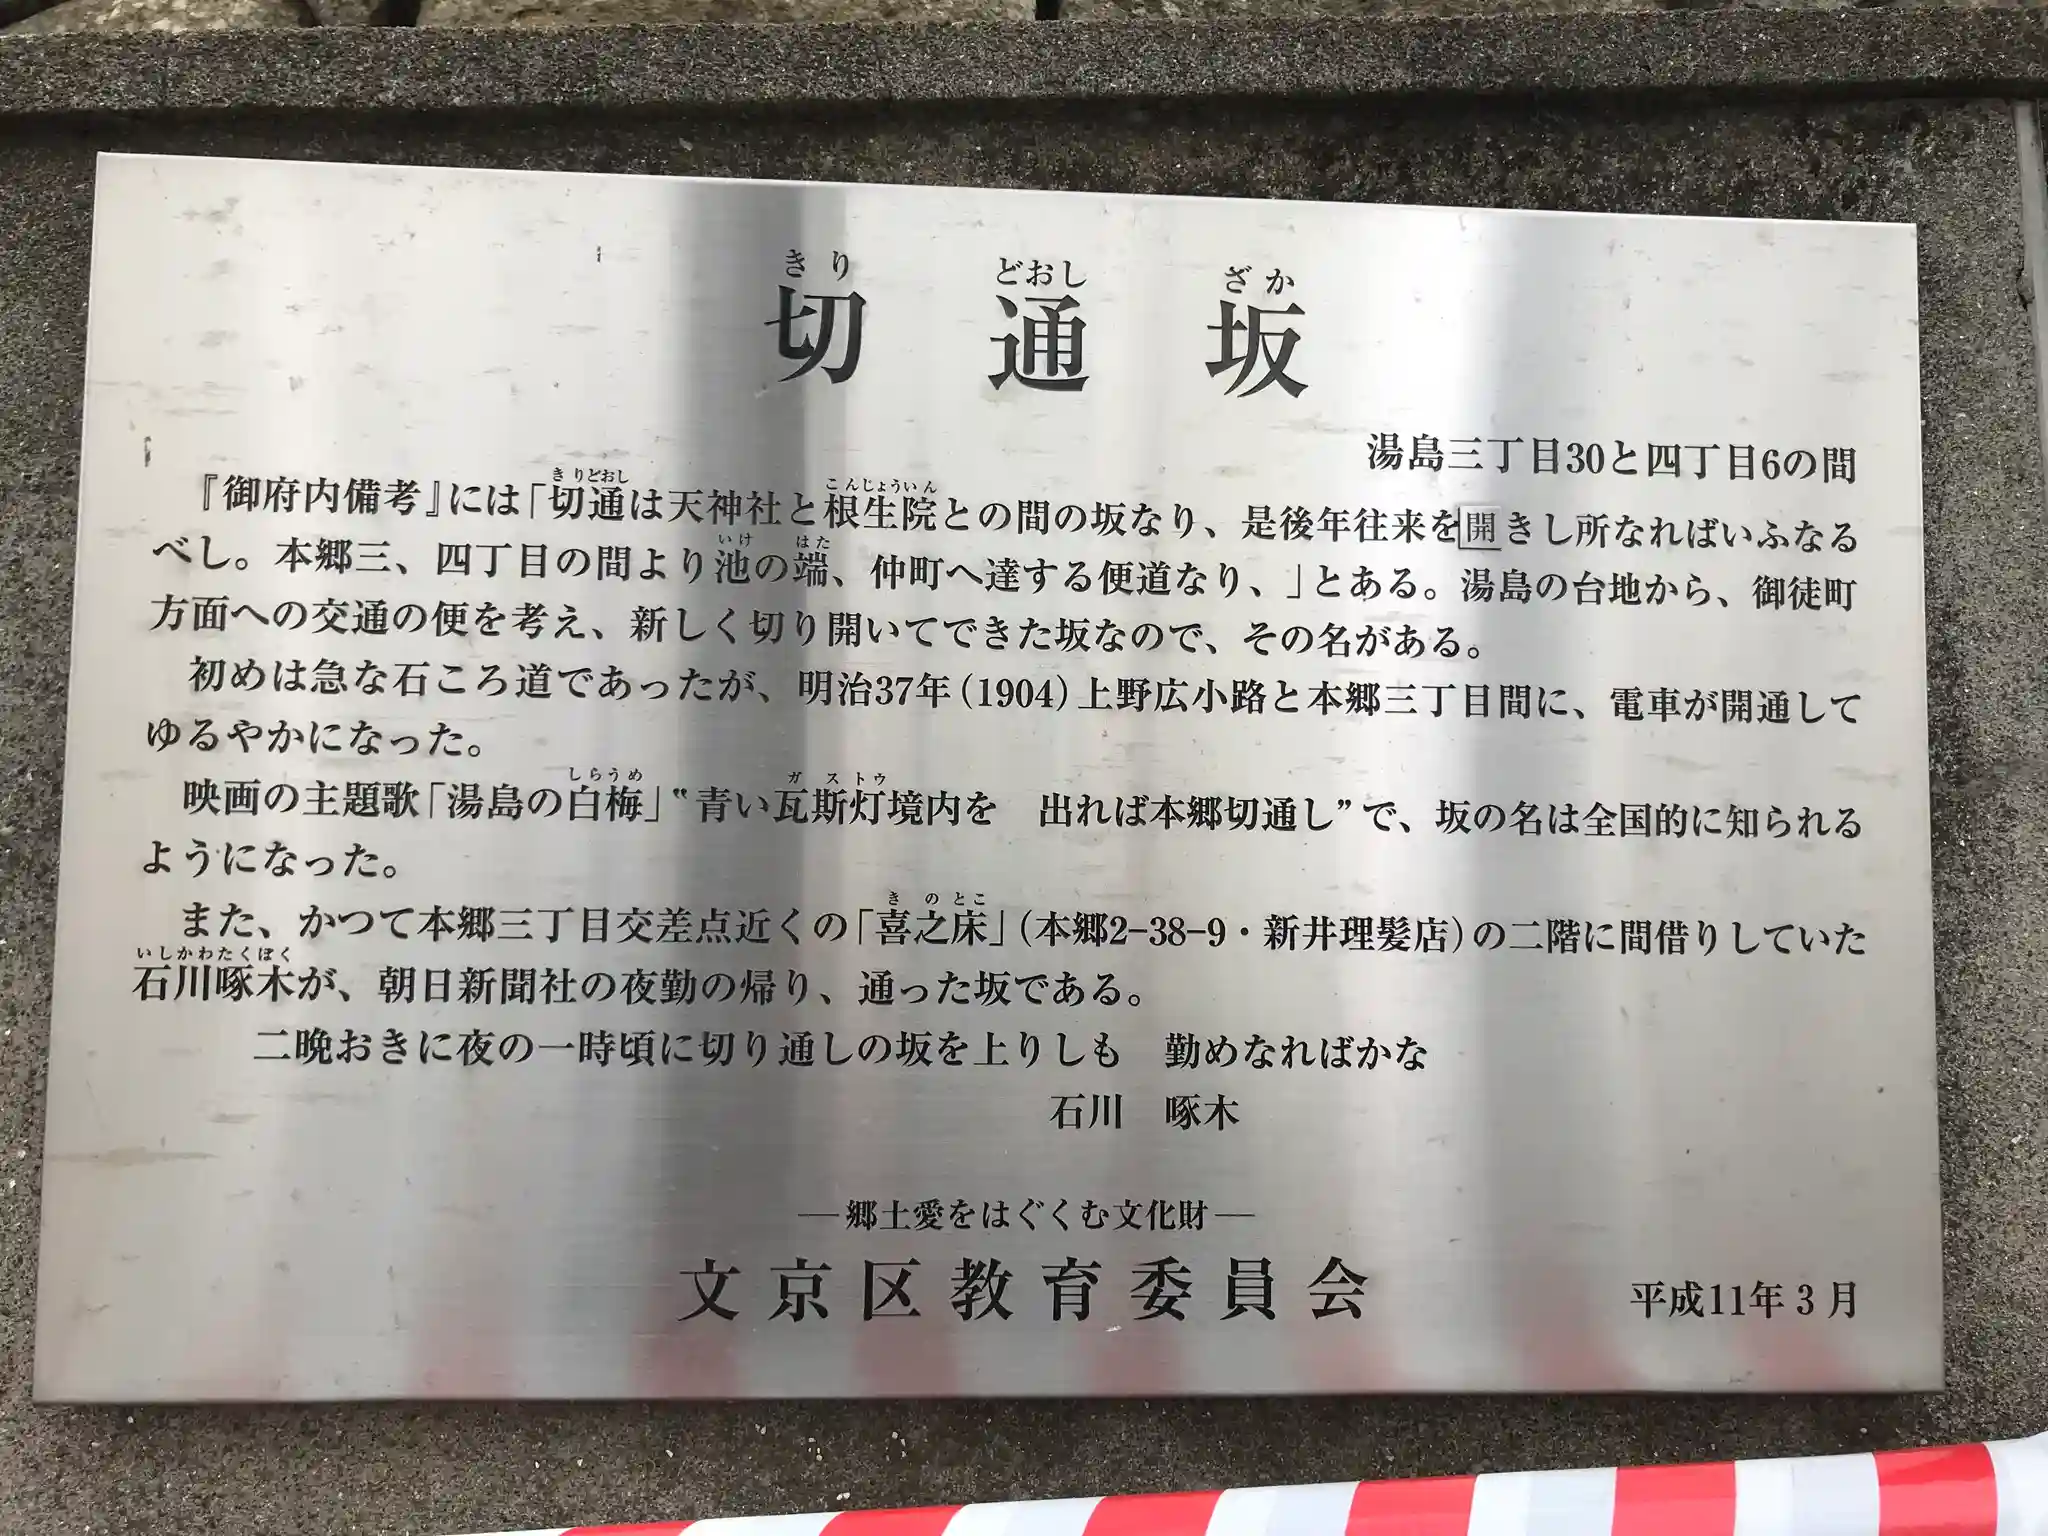 切通坂
湯島三丁目30と四丁目6の間
『御府内備考』には「切通は天神社と根生院との間の坂なり、是後年往来を開きし所なればいふなる
べし。本郷三、四丁目の間より池の端、仲町へ達する便道なり、」とある。湯島の台地から、御徒町
方面への交通の便を考え、新しく切り開いてできた坂なので、その名がある。
初めは急な石ころ道であったが、明治37年(1904)上野広小路と本郷三丁目間に、電車が開通して
ゆるやかになった。
映画の主題歌「湯島の白梅」“青い瓦斯灯境内を　出れば本郷切通し”で、坂の名は全国的に知られる
ようになった。
また、かつて本郷三丁目交差点近くの「喜之床」(本郷2-38-9・新井理髪店)の二階に間借りしていた
石川啄木が、朝日新聞社の夜勤の帰り、通った坂である。
二晩おきに夜の一時頃に切り通しの坂を上りしも　勤めなればかな
石川　啄木
―郷土愛をはぐくむ文化財―
文京区教育委員会
平成11年3月